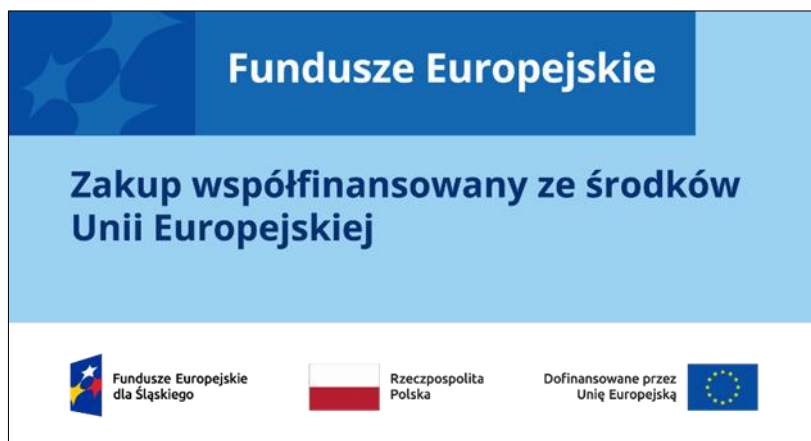 Fundusze Europejskie
Zakup współfinansowany ze środków
Unii Europejskiej
Fundusze Europejskie
dla Śląskiego
Rzeczpospolita
Polska
Dofinansowane przez
Unię Europejską